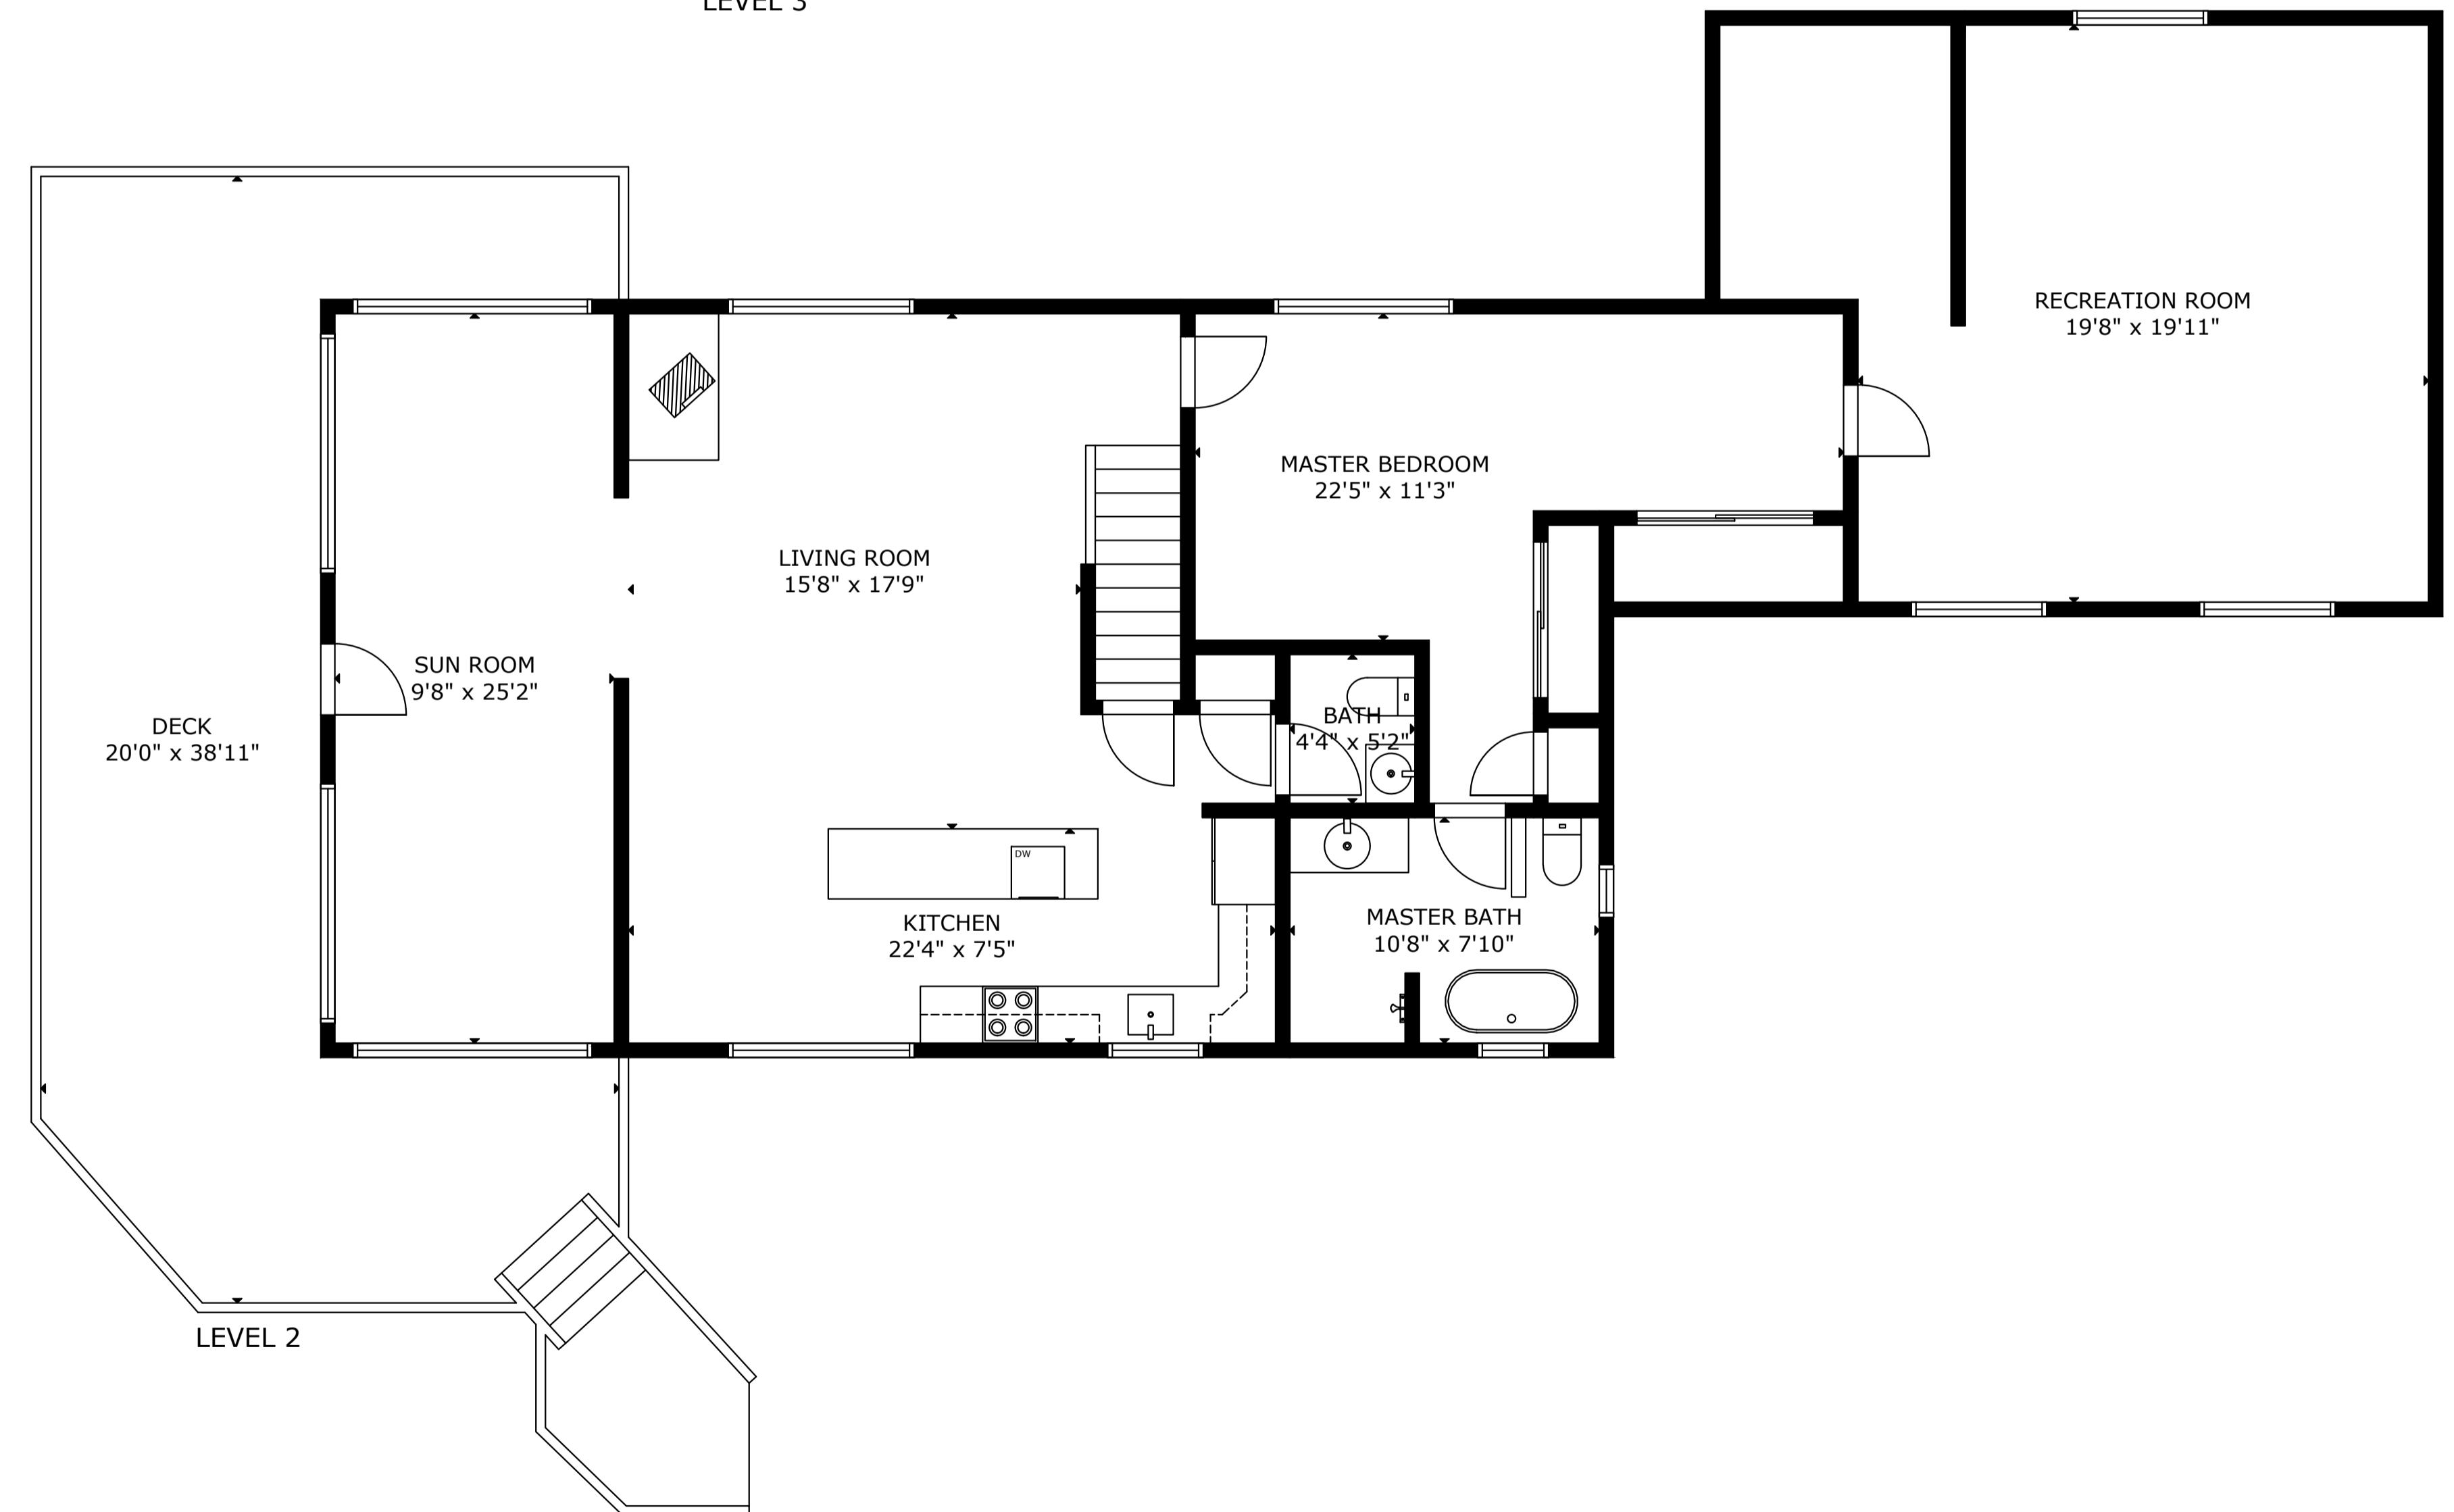 LEVEL 3
RECREATION ROOM
19'8" x 19'11"
MASTER BEDROOM
22'5" x 11'3"
LIVING ROOM
15'8" x 17'9"
SUN ROOM
9'8" x 25'2"
DECK
20'0" x 38'11"
BATH
4'4" x 5'2"
DW
KITCHEN
22'4" x 7'5"
MASTER BATH
10'8" x 7'10"
LEVEL 2